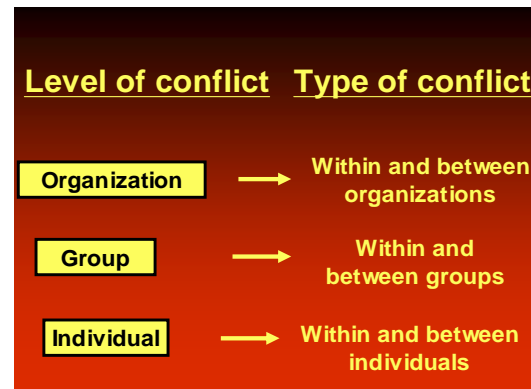 Level of conflict Type of conflict
Organization
Within and between
organizations
Group
Within and
between groups
Individual
Within and between
individuals